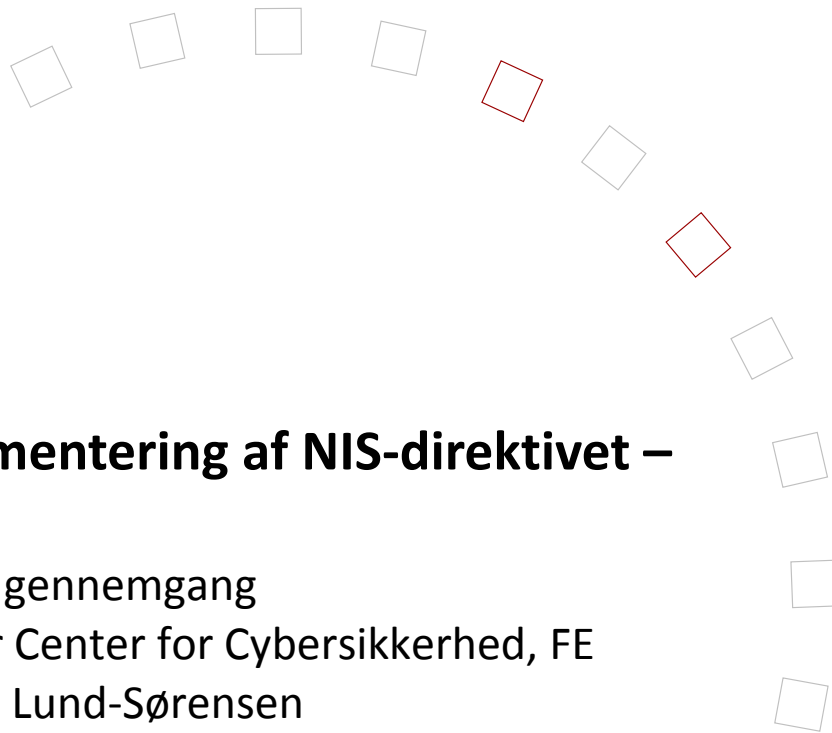 mentering af NIS-direktivet –
gennemgang
r Center for Cybersikkerhed, FE
Lund-Sørensen